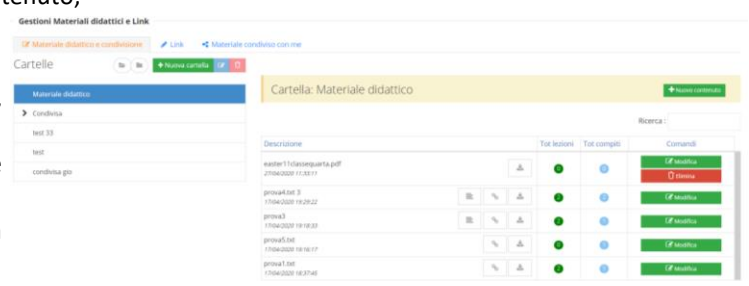 tenuto,
Gestioni Materiali didattici e Link
Materiale didattico e condivisione Link Materiale condiviso con me
Cartelle
+ Nuova cartella
Materiale didattico
Condivisa
test 33
test
condivisa gio
Cartella: Materiale didattico
+ Nuovo contenuto
Ricerca :
Descrizione Tot lezioni Tot compiti Comandi
easter11classequarta.pdf
27/04/2020 11:33:11
Modifica
Elimina
prova4.txt 3
17/04/2020 19:29:22
Modifica
prova3
17/04/2020 19:18:33
Modifica
prova5.txt
17/04/2020 19:16:17
Modifica
prova1.txt
17/04/2020 18:37:48
Modifica